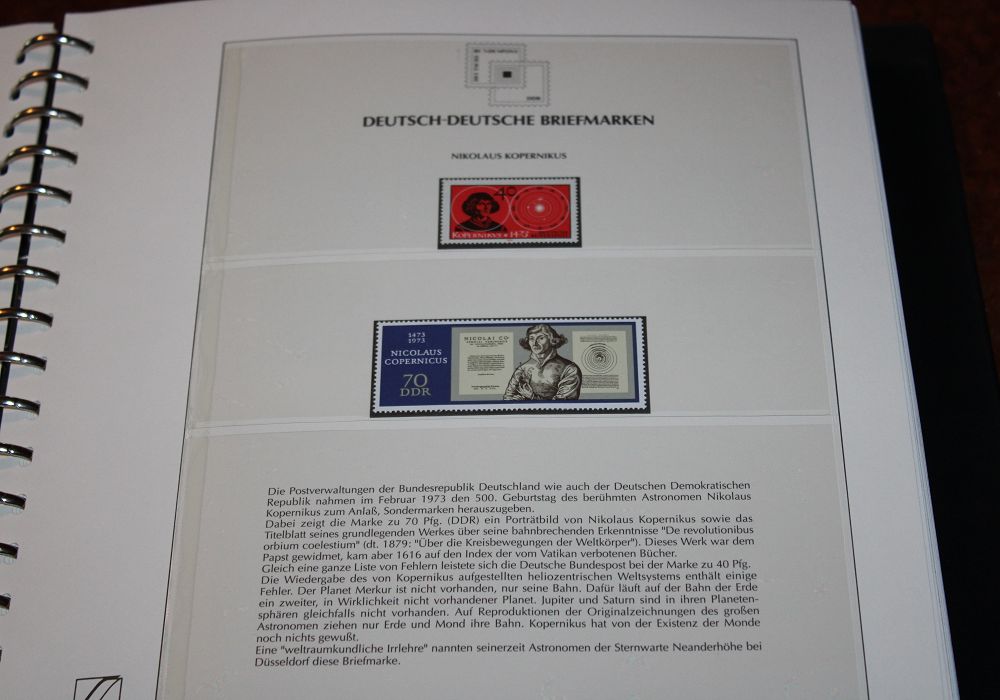 DDR
DEUTSCH-DEUTSCHE BRIEFMARKEN
NIKOLAUS KOPERNIKUS
40
KOPERNIKUS • 1473
1473
1973
NICOLAUS
COPERNICUS
70
DDR
NICOLAI CO
Die Postverwaltungen der Bundesrepublik Deutschland wie auch der Deutschen Demokratischen
Republik nahmen im Februar 1973 den 500. Geburtstag des berühmten Astronomen Nikolaus
Kopernikus zum Anlaß, Sondermarken herauszugeben.
Dabei zeigt die Marke zu 70 Pfg. (DDR) ein Porträtbild von Nikolaus Kopernikus sowie das
Titelblatt seines grundlegenden Werkes über seine bahnbrechenden Erkenntnisse "De revolutionibus
orbium coelestium" (dt. 1879: "Über die Kreisbewegungen der Weltkörper"). Dieses Werk war dem
Papst gewidmet, kam aber 1616 auf den Index der vom Vatikan verbotenen Bücher.
Gleich eine ganze Liste von Fehlern leistete sich die Deutsche Bundespost bei der Marke zu 40 Pfg.
Die Wiedergabe des von Kopernikus aufgestellten heliozentrischen Weltsystems enthält einige
Fehler. Der Planet Merkur ist nicht vorhanden, nur seine Bahn. Dafür läuft auf der Bahn der Erde
ein zweiter, in Wirklichkeit nicht vorhandener Planet. Jupiter und Saturn sind in ihren Planeten-
sphären gleichfalls nicht vorhanden. Auf Reproduktionen der Originalzeichnungen des großen
Astronomen ziehen nur Erde und Mond ihre Bahn. Kopernikus hat von der Existenz der Monde
noch nichts gewußt.
Eine "weltraumkundliche Irrlehre" nannten seinerzeit Astronomen der Sternwarte Neanderhöhe bei
Düsseldorf diese Briefmarke.